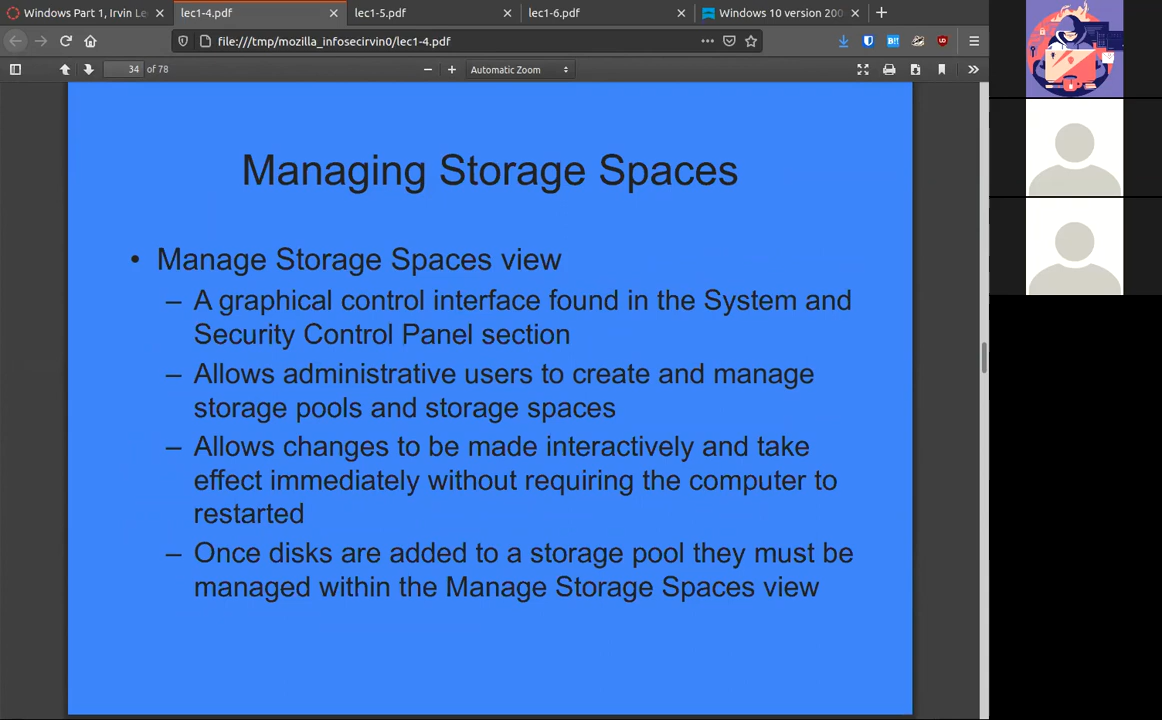 Windows Part 1, Irvin Le
lec1-4.pdf
lec1-5.pdf
lec1-6.pdf
Windows 10 version 200
file:///tmp/mozilla_infosecirvin0/lec1-4.pdf
34 of 78
Automatic Zoom
Managing Storage Spaces
• Manage Storage Spaces view
– A graphical control interface found in the System and
Security Control Panel section
– Allows administrative users to create and manage
storage pools and storage spaces
– Allows changes to be made interactively and take
effect immediately without requiring the computer to
restarted
– Once disks are added to a storage pool they must be
managed within the Manage Storage Spaces view